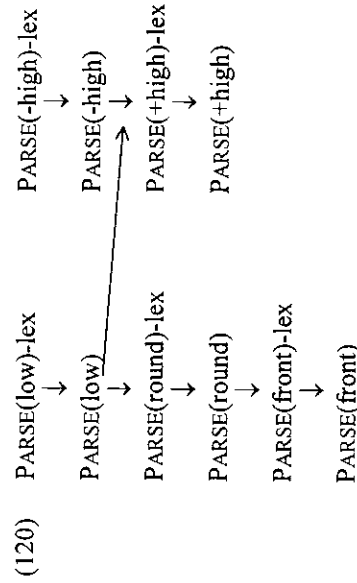 (120) PARSE(low)-lex PARSE(-high)-lex
↓ ↓
PARSE(low) PARSE(-high)
↓ ↓
PARSE(round)-lex PARSE(+high)-lex
↓ ↓
PARSE(round) PARSE(+high)
↓
PARSE(front)-lex
↓
PARSE(front)